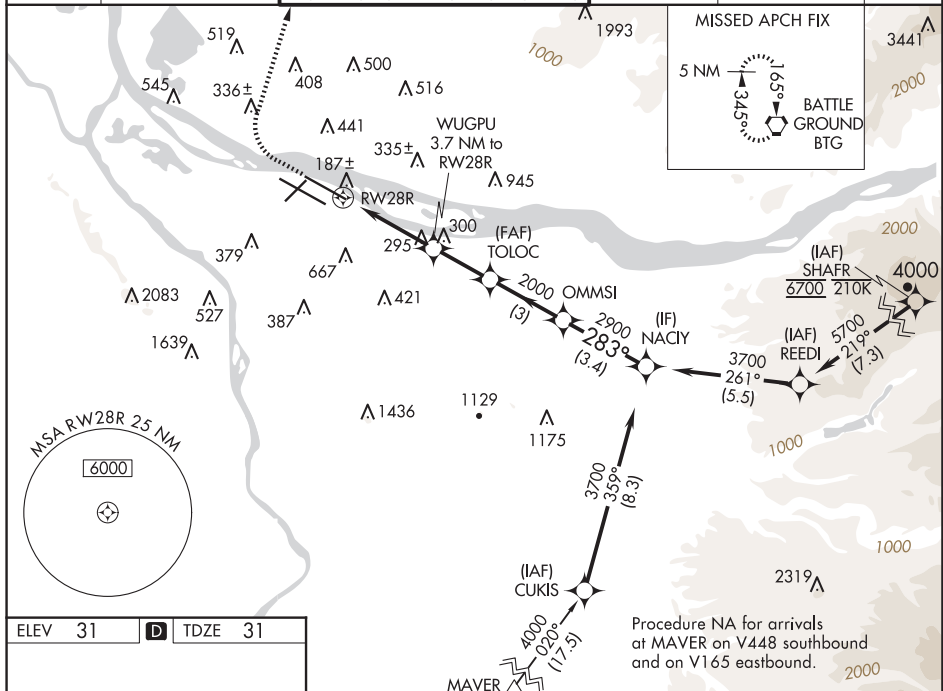 519
1000
1993
MISSED APCH FIX
3441
408
500
5 NM
165°
345°
2000
545
336±
516
BATTLE
GROUND
BTG
441
WUGPU
3.7 NM to
RW28R
335±
187±
945
RW28R
2000
295
300
(FAF)
TOLOC
(IAF)
SHAFR
6700 210K
4000
379
667
2000
(3)
OMMSI
2083
527
387
421
2900
283°
(3.4)
(IF)
NACIY
5700
219°
(7.3)
(IAF)
REEDI
1639
3700
261°
(5.5)
1436
1129
1175
1000
MSA RW28R 25 NM
6000
3700
359°
(8.3)
1000
(IAF)
CUKIS
2319
ELEV 31
D
TDZE 31
4000
020°
(17.5)
Procedure NA for arrivals
at MAVER on V448 southbound
and on V165 eastbound.
2000
MAVER